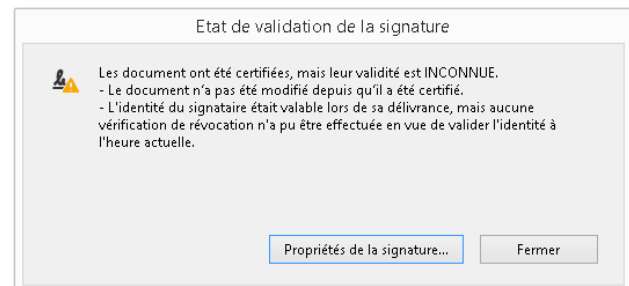 Etat de validation de la signature
Les document ont été certifiées, mais leur validité est INCONNUE.
- Le document n'a pas été modifié depuis qu'il a été certifié.
- L'identité du signataire était valable lors de sa délivrance, mais aucune
vérification de révocation n'a pu être effectuée en vue de valider l'identité à
l'heure actuelle.
Propriétés de la signature... Fermer